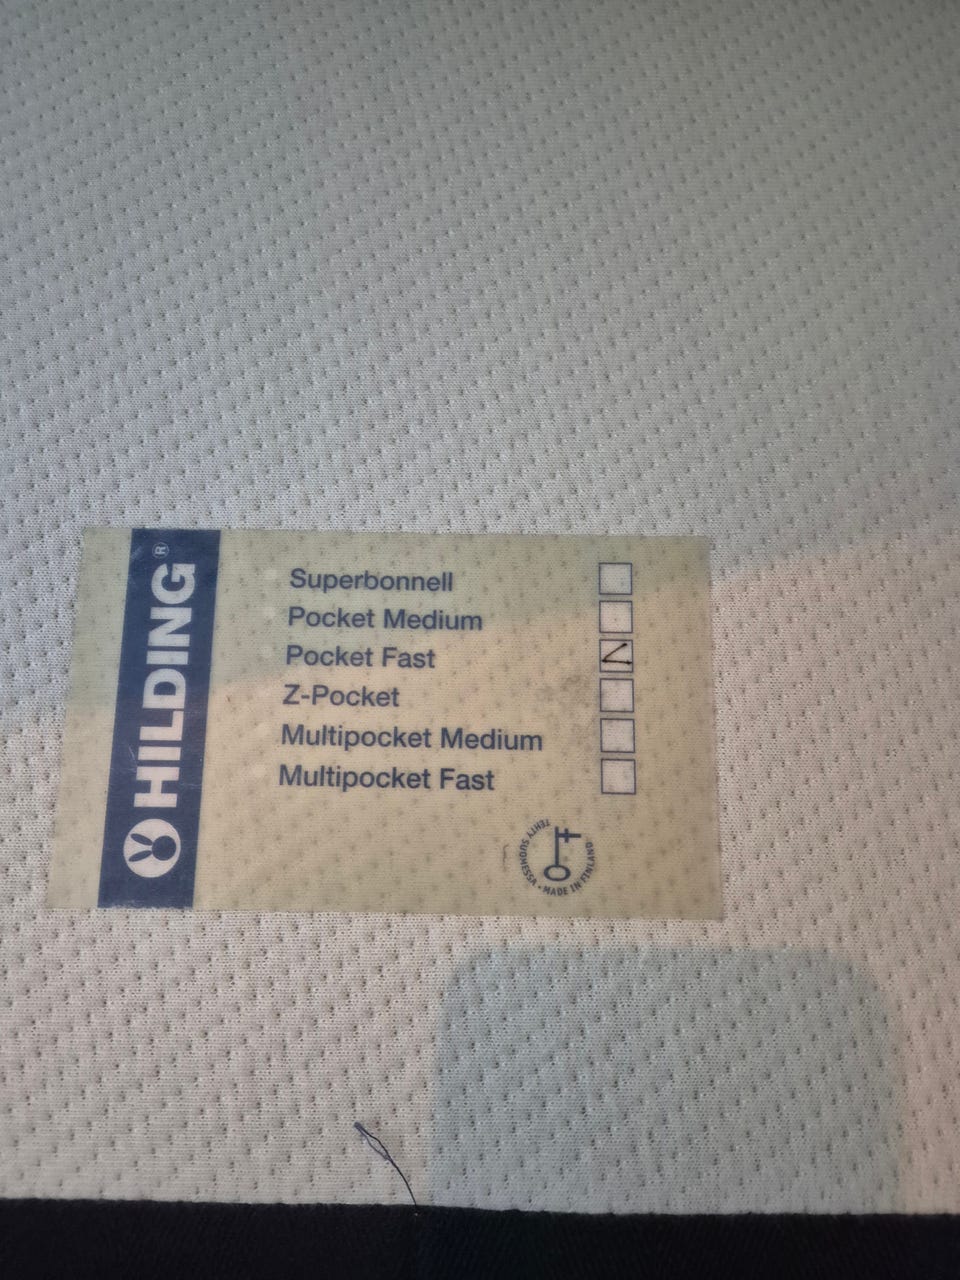 HILDING®
Superbonnell
Pocket Medium
Pocket Fast
Z-Pocket
Multipocket Medium
Multipocket Fast
TEHTY SUOMESSA • MADE IN FINLAND